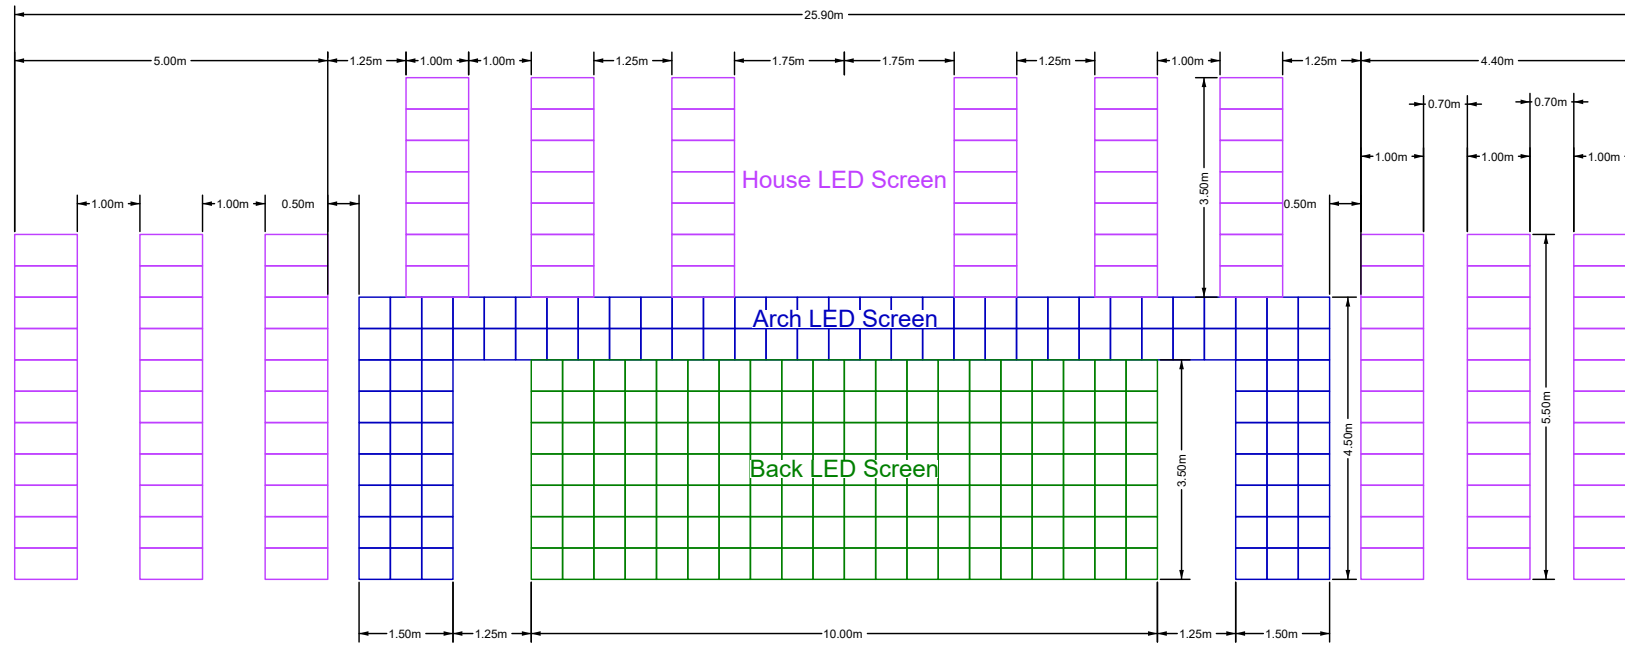 25.90m
5.00m 1.25m 1.00m 1.00m 1.25m 1.75m 1.75m 1.25m 1.00m 1.25m 4.40m
0.70m 0.70m
1.00m 1.00m 1.00m
House LED Screen
3.50m
1.00m 1.00m 0.50m 0.50m
Arch LED Screen
5.50m
4.50m
3.50m
Back LED Screen
1.50m 1.25m 10.00m 1.25m 1.50m